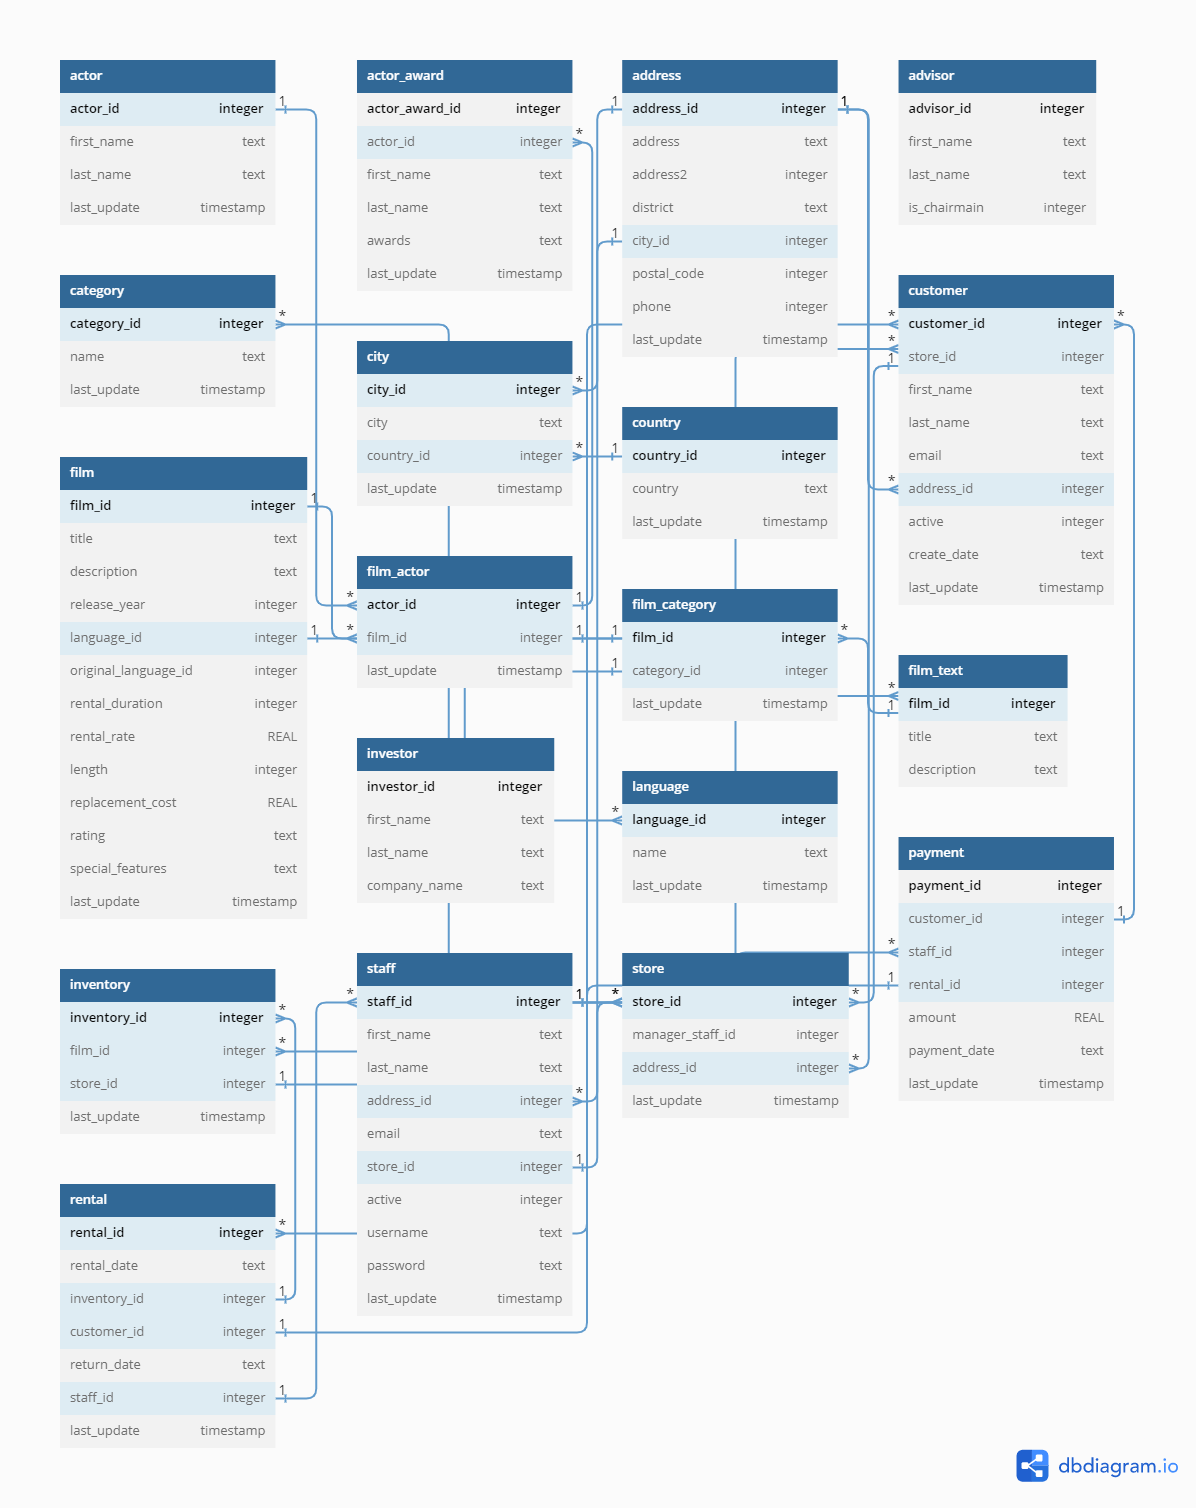 actor
actor_id integer
first_name text
last_name text
last_update timestamp
actor_award
actor_award_id integer
actor_id integer
first_name text
last_name text
awards text
last_update timestamp
address
address_id integer
address text
address2 integer
district text
city_id integer
postal_code integer
phone integer
last_update timestamp
advisor
advisor_id integer
first_name text
last_name text
is_chairmain integer
category
category_id integer
name text
last_update timestamp
city
city_id integer
city text
country_id integer
last_update timestamp
country
country_id integer
country text
last_update timestamp
customer
customer_id integer
store_id integer
first_name text
last_name text
email text
address_id integer
active integer
create_date text
last_update timestamp
film
film_id integer
title text
description text
release_year integer
language_id integer
original_language_id integer
rental_duration integer
rental_rate REAL
length integer
replacement_cost REAL
rating text
special_features text
last_update timestamp
film_actor
actor_id integer
film_id integer
last_update timestamp
film_category
film_id integer
category_id integer
last_update timestamp
film_text
film_id integer
title text
description text
investor
investor_id integer
first_name text
last_name text
company_name text
language
language_id integer
name text
last_update timestamp
payment
payment_id integer
customer_id integer
staff_id integer
rental_id integer
amount REAL
payment_date text
last_update timestamp
inventory
inventory_id integer
film_id integer
store_id integer
last_update timestamp
staff
staff_id integer
first_name text
last_name text
address_id integer
email text
store_id integer
active integer
username text
password text
last_update timestamp
store
store_id integer
manager_staff_id integer
address_id integer
last_update timestamp
rental
rental_id integer
rental_date text
inventory_id integer
customer_id integer
return_date text
staff_id integer
last_update timestamp
dbdiagram.io